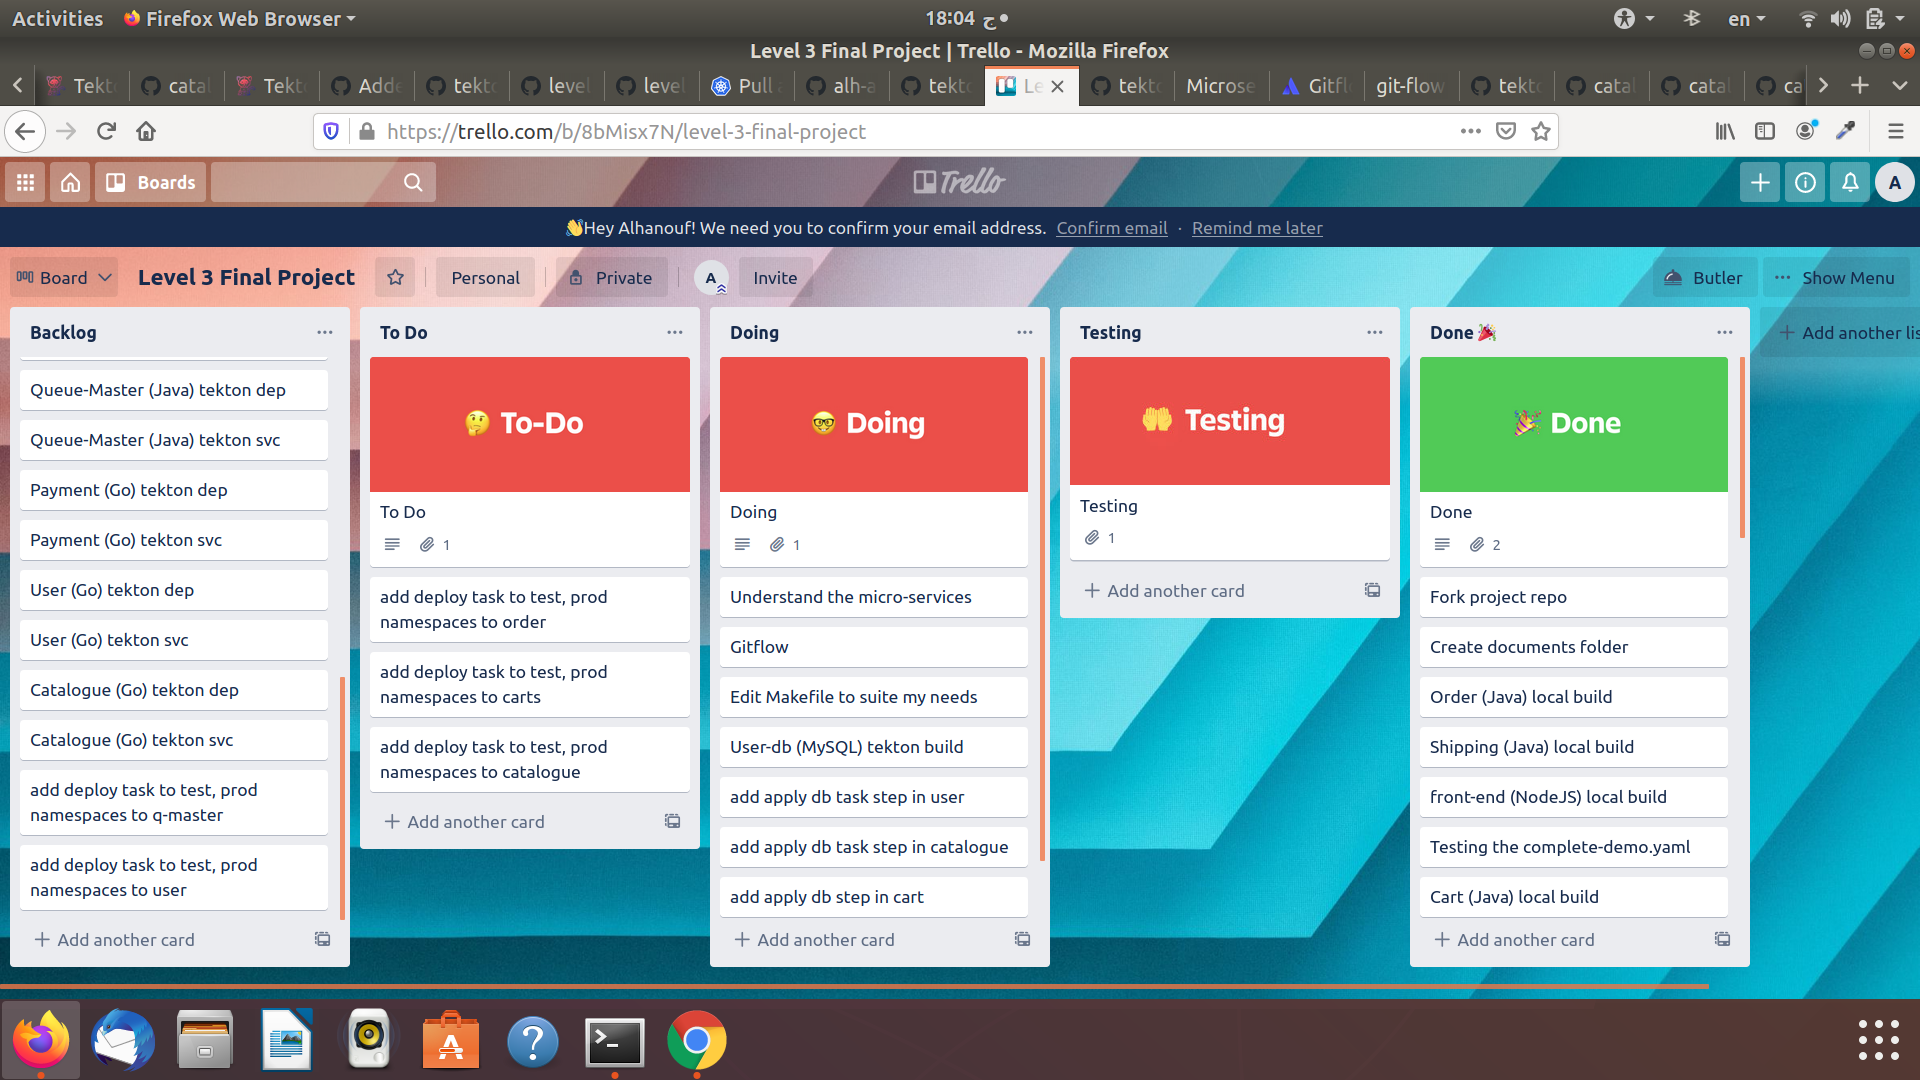 Activities
Firefox Web Browser
18:04 ج
en
Level 3 Final Project | Trello - Mozilla Firefox
Tekto
catal
Tekto
Adde
tekto
level
level
Pull
alh-a
tekto
Le
tekto
Microse
Gitfl
git-flow
tekto
catal
catal
ca
https://trello.com/b/8bMisx7N/level-3-final-project
Boards
Trello
A
👋Hey Alhanouf! We need you to confirm your email address. Confirm email · Remind me later
Board
Level 3 Final Project
Personal
Private
A
Invite
Butler
Show Menu
Backlog
Queue-Master (Java) tekton dep
Queue-Master (Java) tekton svc
Payment (Go) tekton dep
Payment (Go) tekton svc
User (Go) tekton dep
User (Go) tekton svc
Catalogue (Go) tekton dep
Catalogue (Go) tekton svc
add deploy task to test, prod
namespaces to q-master
add deploy task to test, prod
namespaces to user
+ Add another card
To Do
🤔 To-Do
To Do
1
add deploy task to test, prod
namespaces to order
add deploy task to test, prod
namespaces to carts
add deploy task to test, prod
namespaces to catalogue
+ Add another card
Doing
🤓 Doing
Doing
1
Understand the micro-services
Gitflow
Edit Makefile to suite my needs
User-db (MySQL) tekton build
add apply db task step in user
add apply db task step in catalogue
add apply db step in cart
+ Add another card
Testing
🤲 Testing
Testing
1
+ Add another card
Done 🎉
🎉 Done
Done
2
Fork project repo
Create documents folder
Order (Java) local build
Shipping (Java) local build
front-end (NodeJS) local build
Testing the complete-demo.yaml
Cart (Java) local build
+ Add another card
+ Add another lis